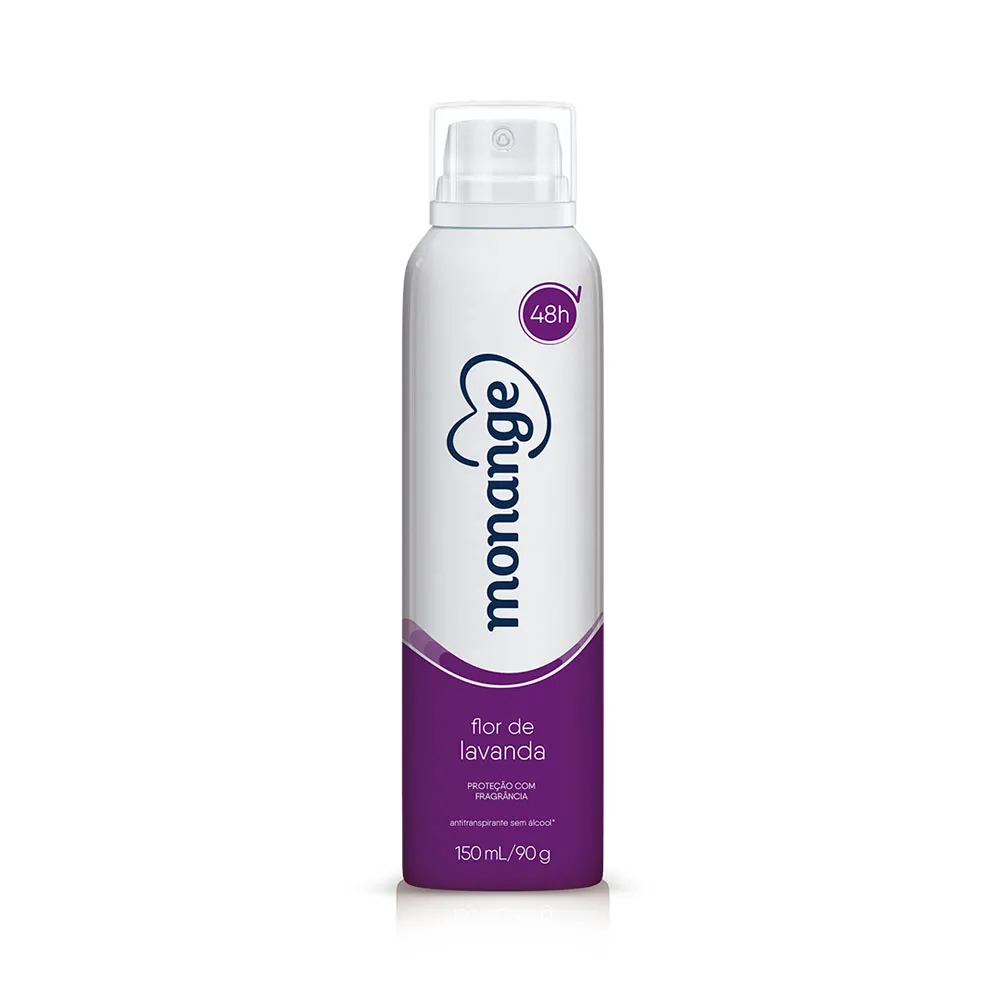 48h
monange
flor de
lavanda
PROTEÇÃO COM
FRAGRÂNCIA
antitranspirante sem álcool*
150 mL/90 g